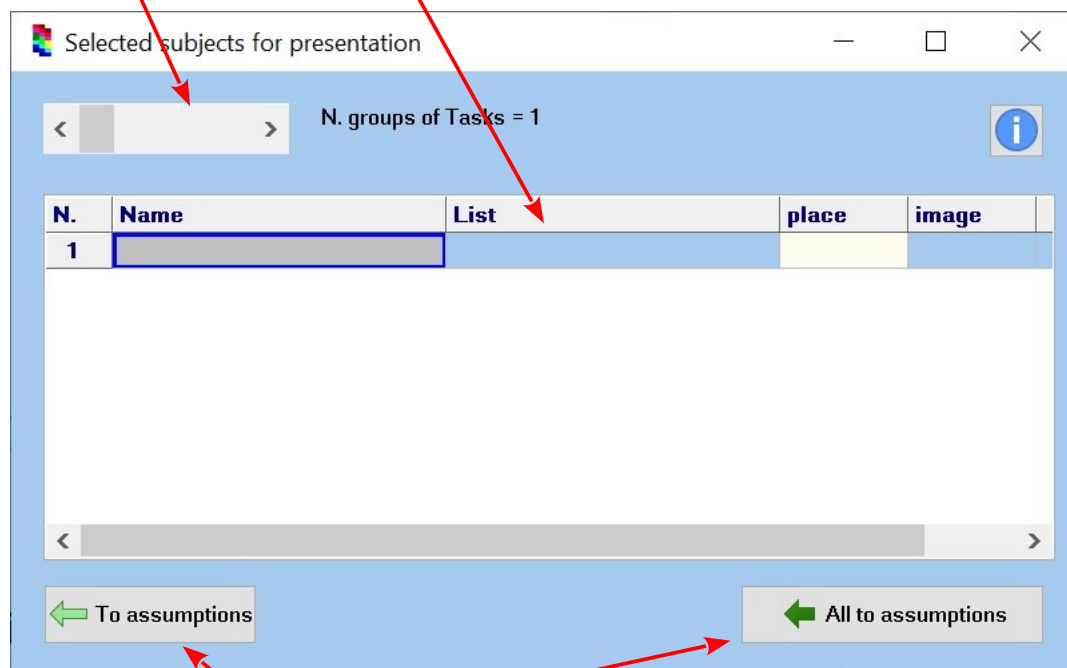 Selected subjects for presentation
N. groups of Tasks = 1
N. Name List place image
1
To assumptions All to assumptions